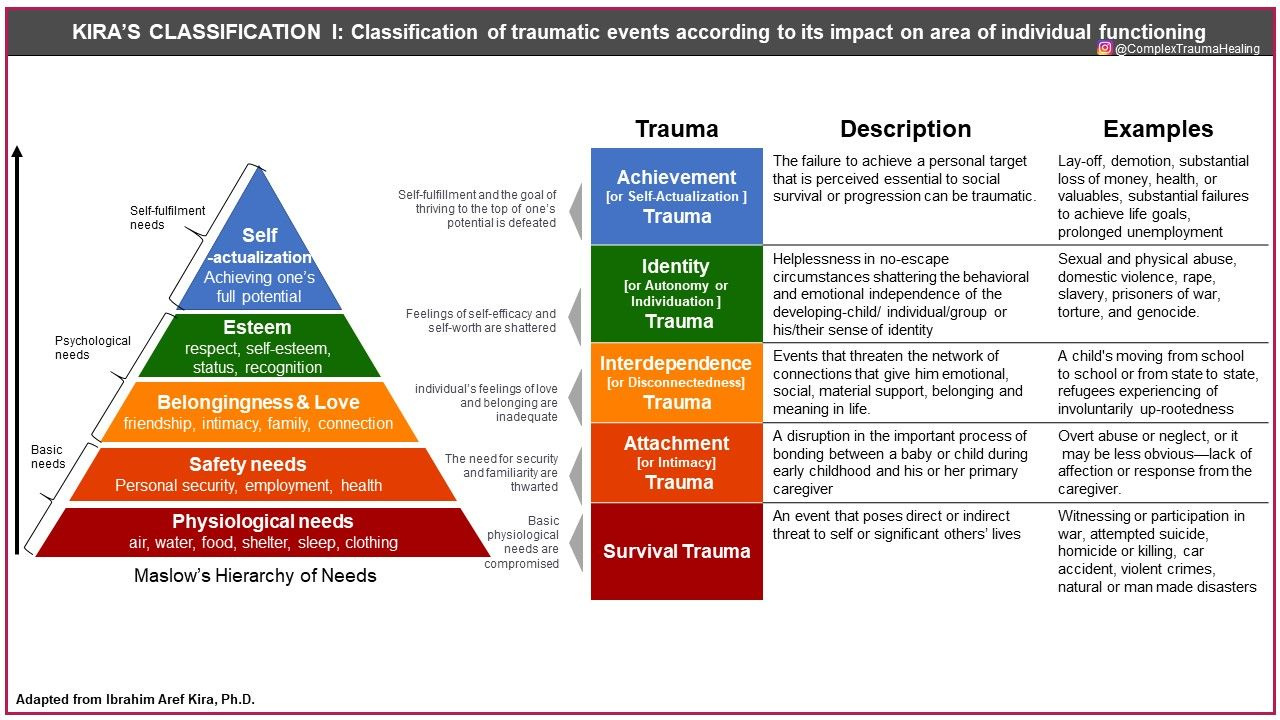 KIRA'S CLASSIFICATION I: Classification of traumatic events according to its impact on area of individual functioning
@ComplexTraumaHealing
Self-fulfilment
needs
Psychological
needs
Basic
needs
Self
-actualization
Achieving one's
full potential
Esteem
respect, self-esteem,
status, recognition
Belongingness & Love
friendship, intimacy, family, connection
Safety needs
Personal security, employment, health
Physiological needs
air, water, food, shelter, sleep, clothing
Maslow's Hierarchy of Needs
Self-fulfillment and the goal of
thriving to the top of one's
potential is defeated
Feelings of self-efficacy and
self-worth are shattered
individual's feelings of love
and belonging are
inadequate
The need for security
and familiarity are
thwarted
Basic
physiological
needs are
compromised
Trauma
Description
Examples
Achievement
[or Self-Actualization ]
Trauma
The failure to achieve a personal target
that is perceived essential to social
survival or progression can be traumatic.
Lay-off, demotion, substantial
loss of money, health, or
valuables, substantial failures
to achieve life goals,
prolonged unemployment
Identity
[or Autonomy or
Individuation ]
Trauma
Helplessness in no-escape
circumstances shattering the behavioral
and emotional independence of the
developing-child/ individual/group or
his/their sense of identity
Sexual and physical abuse,
domestic violence, rape,
slavery, prisoners of war,
torture, and genocide.
Interdependence
[or Disconnectedness]
Trauma
Events that threaten the network of
connections that give him emotional,
social, material support, belonging and
meaning in life.
A child's moving from school
to school or from state to state,
refugees experiencing of
involuntarily up-rootedness
Attachment
[or Intimacy]
Trauma
A disruption in the important process of
bonding between a baby or child during
early childhood and his or her primary
caregiver
Overt abuse or neglect, or it
may be less obvious—lack of
affection or response from the
caregiver.
Survival Trauma
An event that poses direct or indirect
threat to self or significant others' lives
Witnessing or participation in
war, attempted suicide,
homicide or killing, car
accident, violent crimes,
natural or man made disasters
Adapted from Ibrahim Aref Kira, Ph.D.